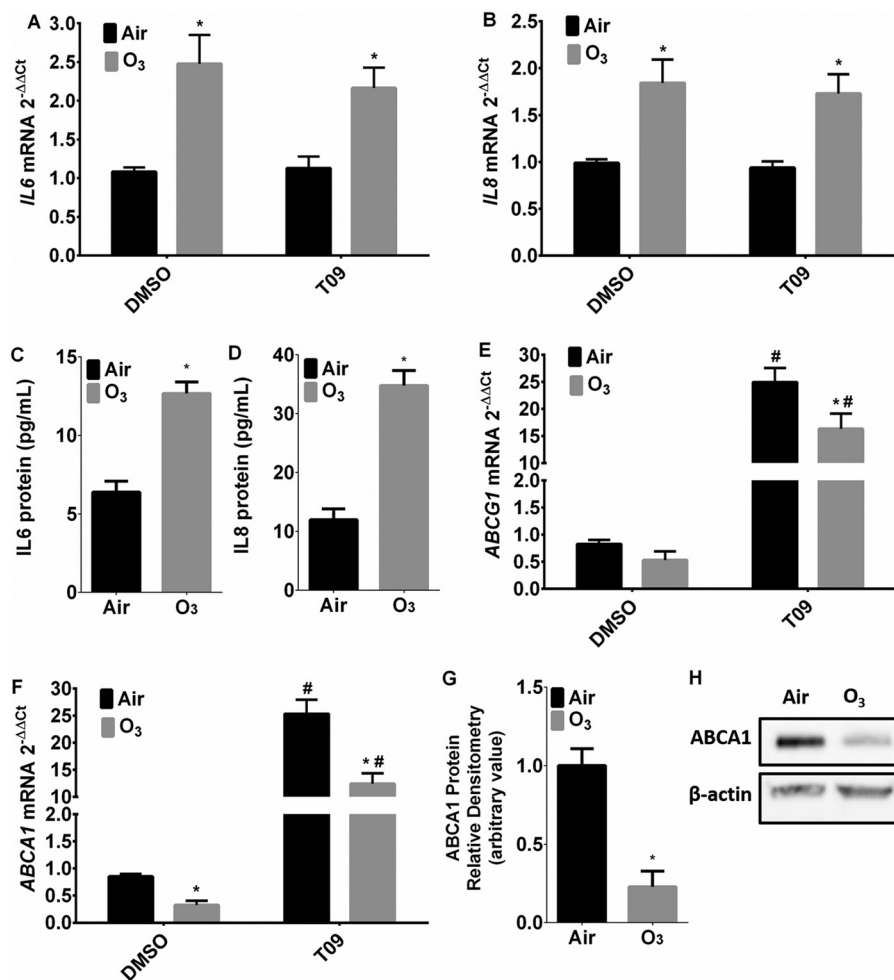 A
IL6 mRNA 2^-ΔΔCt
3.0
2.5
2.0
1.5
1.0
0.5
0.0
Air
O₃
*
*
DMSO
T09
B
IL8 mRNA 2^-ΔΔCt
2.5
2.0
1.5
1.0
0.5
0.0
Air
O₃
*
*
DMSO
T09
C
IL6 protein (pg/mL)
15
10
5
0
Air
O₃
*
Air
O₃
D
IL8 protein (pg/mL)
40
30
20
10
0
Air
O₃
*
Air
O₃
E
ABCG1 mRNA 2^-ΔΔCt
30
25
20
15
10
2.0
1.5
1.0
0.5
0.0
Air
O₃
#
* #
DMSO
T09
F
ABCA1 mRNA 2^-ΔΔCt
30
25
20
15
10
2.0
1.5
1.0
0.5
0.0
Air
O₃
*
#
* #
DMSO
T09
G
ABCA1 Protein
Relative Densitometry
(arbitrary value)
1.5
1.0
0.5
0.0
Air
O₃
*
Air
O₃
H
Air O₃
ABCA1
β-actin